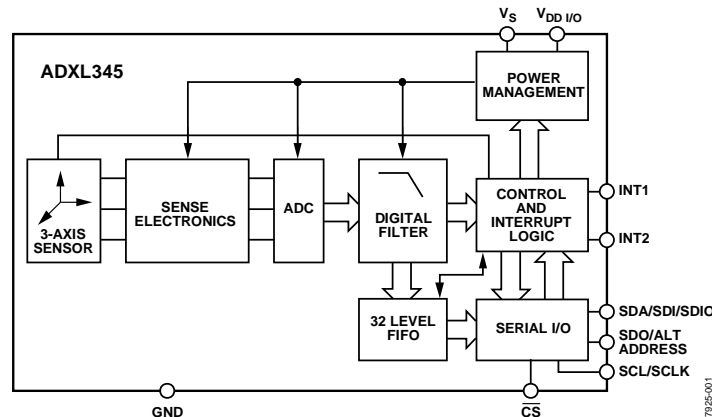 VS
VDD I/O
ADXL345
POWER
MANAGEMENT
3-AXIS
SENSOR
SENSE
ELECTRONICS
ADC
DIGITAL
FILTER
CONTROL
AND
INTERRUPT
LOGIC
INT1
INT2
32 LEVEL
FIFO
SERIAL I/O
SDA/SDI/SDIO
SDO/ALT
ADDRESS
SCL/SCLK
GND
CS
7925-001